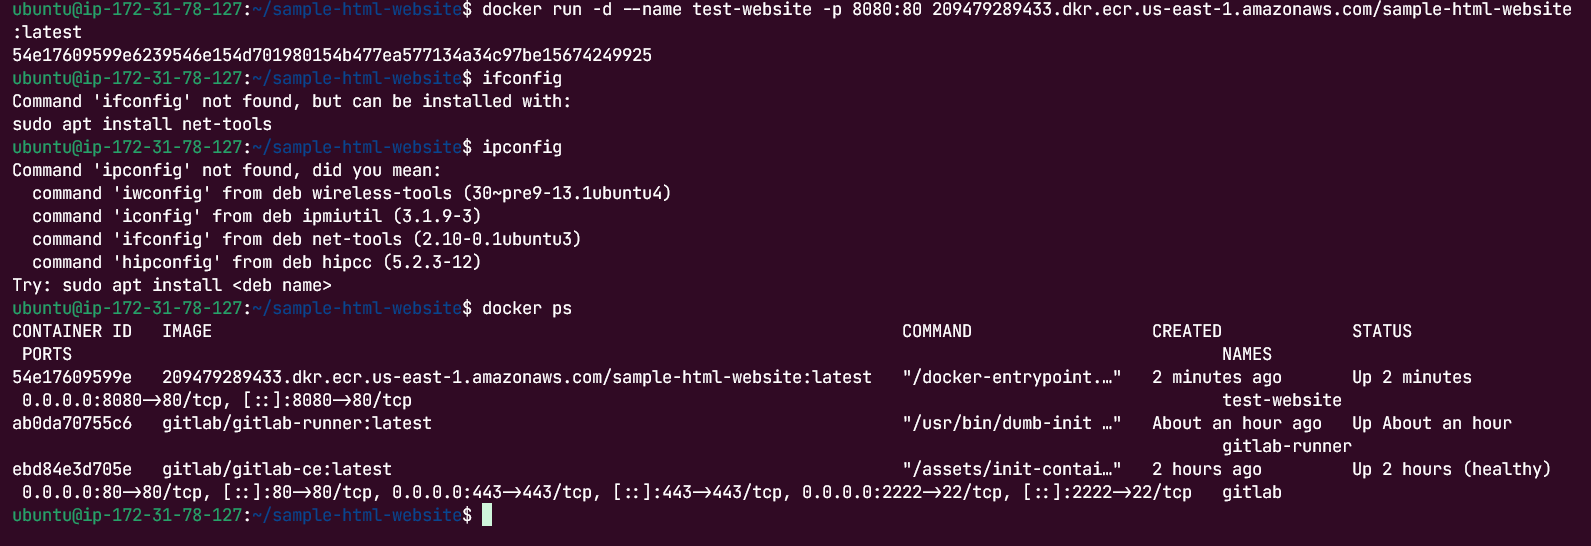 ubuntu@ip-172-31-78-127:~/sample-html-website$ docker run -d --name test-website -p 8080:80 209479289433.dkr.ecr.us-east-1.amazonaws.com/sample-html-website
:latest
54e17609599e6239546e154d701980154b477ea577134a34c97be15674249925
ubuntu@ip-172-31-78-127:~/sample-html-website$ ifconfig
Command 'ifconfig' not found, but can be installed with:
sudo apt install net-tools
ubuntu@ip-172-31-78-127:~/sample-html-website$ ipconfig
Command 'ipconfig' not found, did you mean:
  command 'iwconfig' from deb wireless-tools (30~pre9-13.1ubuntu4)
  command 'iconfig' from deb ipmiutil (3.1.9-3)
  command 'ifconfig' from deb net-tools (2.10-0.1ubuntu3)
  command 'hipconfig' from deb hipcc (5.2.3-12)
Try: sudo apt install <deb name>
ubuntu@ip-172-31-78-127:~/sample-html-website$ docker ps
CONTAINER ID   IMAGE                                                                     COMMAND                  CREATED             STATUS
 PORTS                                                                                                                   NAMES
54e17609599e   209479289433.dkr.ecr.us-east-1.amazonaws.com/sample-html-website:latest   "/docker-entrypoint.…"   2 minutes ago       Up 2 minutes
 0.0.0.0:8080->80/tcp, [::]:8080->80/tcp                                                                                 test-website
ab0da70755c6   gitlab/gitlab-runner:latest                                               "/usr/bin/dumb-init …"   About an hour ago   Up About an hour
                                                                                                                         gitlab-runner
ebd84e3d705e   gitlab/gitlab-ce:latest                                                   "/assets/init-contai…"   2 hours ago         Up 2 hours (healthy)
 0.0.0.0:80->80/tcp, [::]:80->80/tcp, 0.0.0.0:443->443/tcp, [::]:443->443/tcp, 0.0.0.0:2222->22/tcp, [::]:2222->22/tcp   gitlab
ubuntu@ip-172-31-78-127:~/sample-html-website$